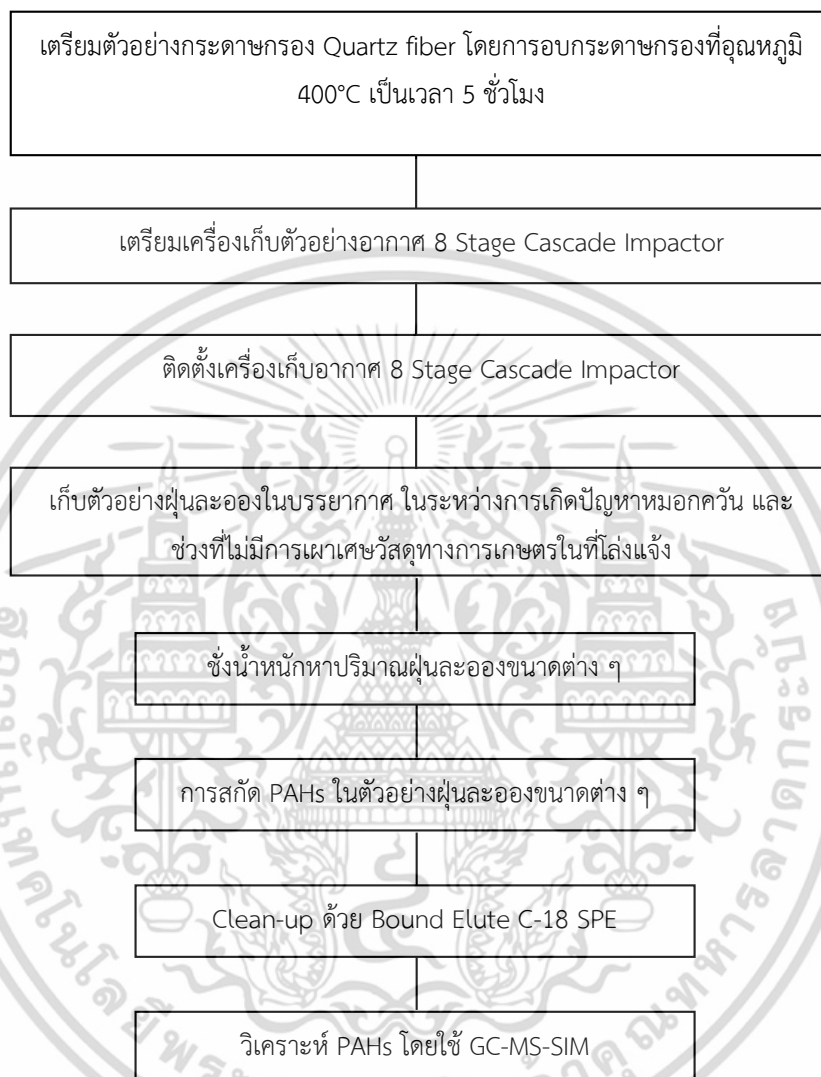 เตรียมตัวอย่างกระดาษกรอง Quartz fiber โดยการอบกระดาษกรองที่อุณหภูมิ
400°C เป็นเวลา 5 ชั่วโมง
เตรียมเครื่องเก็บตัวอย่างอากาศ 8 Stage Cascade Impactor
ติดตั้งเครื่องเก็บอากาศ 8 Stage Cascade Impactor
เก็บตัวอย่างฝุ่นละอองในบรรยากาศ ในระหว่างการเกิดปัญหาหมอกควัน และ
ช่วงที่ไม่มีการเผาเศษวัสดุทางการเกษตรในที่โล่งแจ้ง
ชั่งน้ำหนักหาปริมาณฝุ่นละอองขนาดต่าง ๆ
การสกัด PAHs ในตัวอย่างฝุ่นละอองขนาดต่าง ๆ
Clean-up ด้วย Bound Elute C-18 SPE
วิเคราะห์ PAHs โดยใช้ GC-MS-SIM